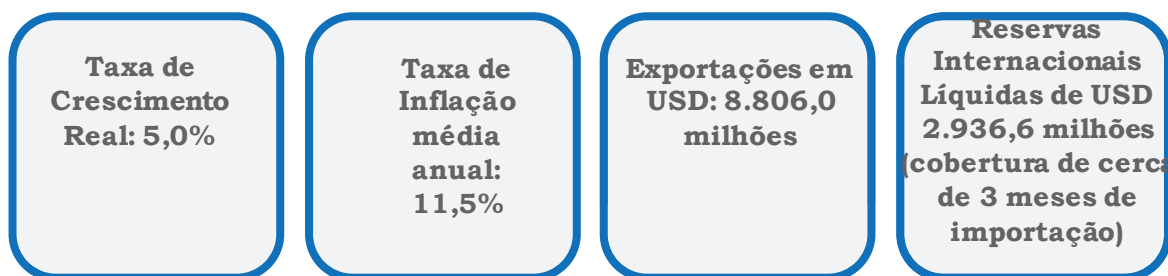 Taxa de
Crescimento
Real: 5,0%
Taxa de
Inflação
média
anual:
11,5%
Exportações em
USD: 8.806,0
milhões
Reservas
Internacionais
Líquidas de USD
2.936,6 milhões
(cobertura de cerca
de 3 meses de
importação)